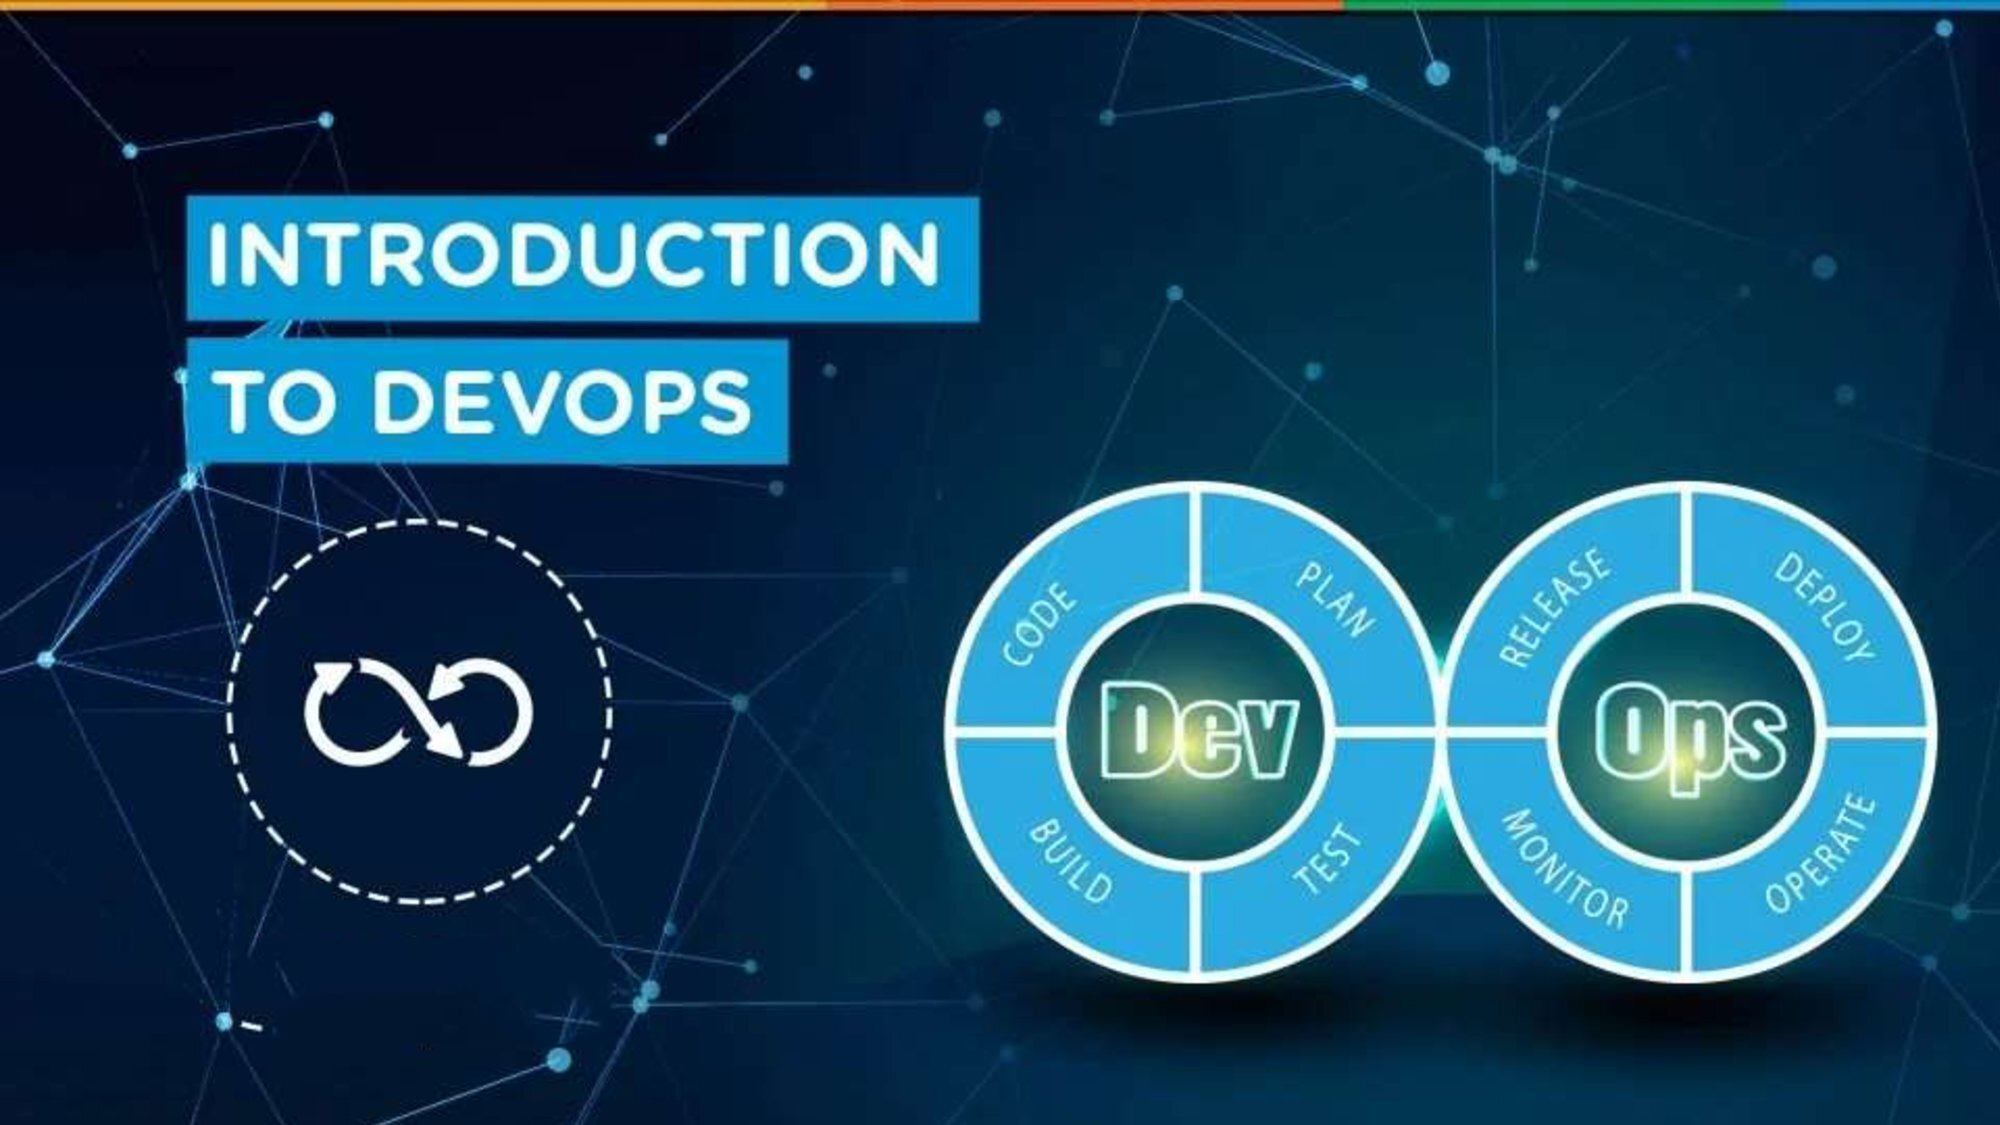 INTRODUCTION
TO DEVOPS
CODE
PLAN
Dev
BUILD
TEST
RELEASE
DEPLOY
Ops
MONITOR
OPERATE